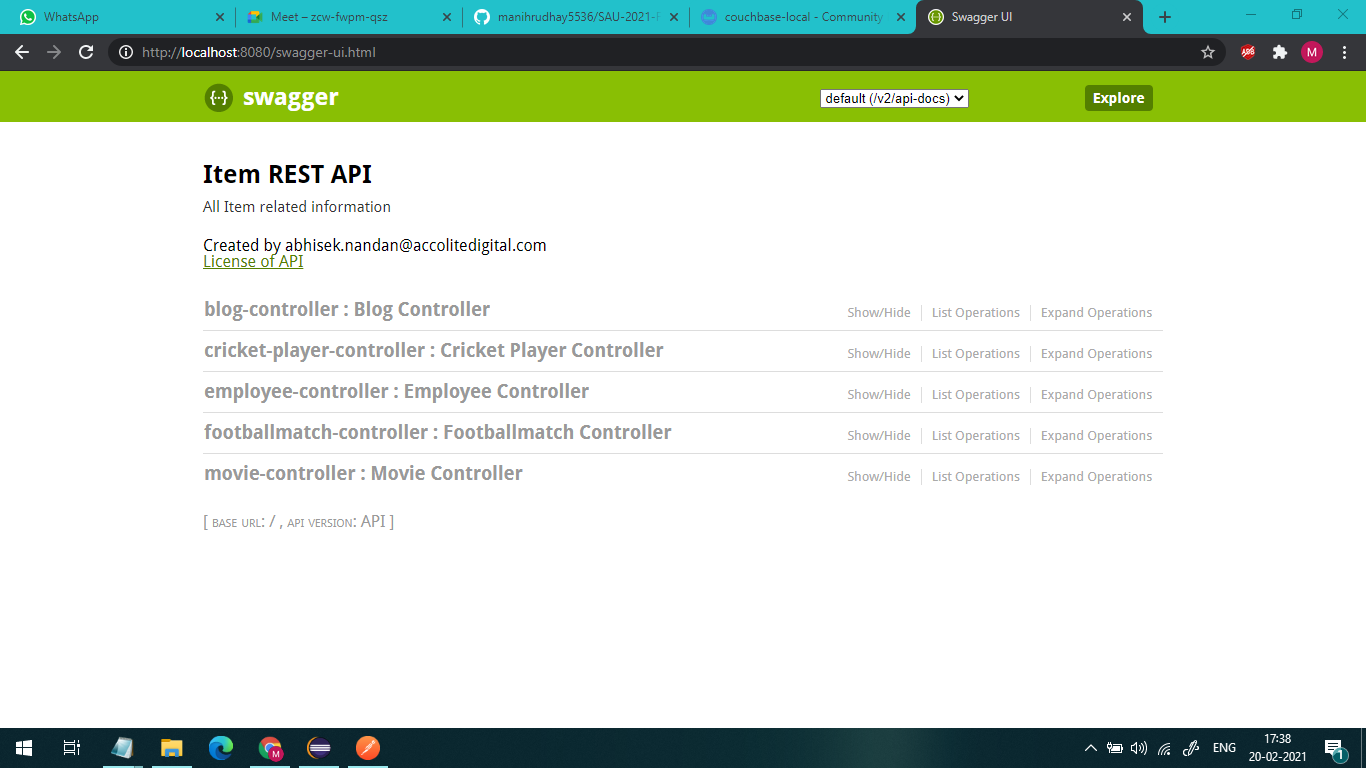 WhatsApp
Meet – zcw-fwpm-qsz
manihrudhay5536/SAU-2021-
couchbase-local - Community
Swagger UI
http://localhost:8080/swagger-ui.html
ABS
M
swagger
default (/v2/api-docs)
Explore
Item REST API
All Item related information
Created by abhisek.nandan@accolitedigital.com
License of API
blog-controller : Blog Controller
Show/Hide
List Operations
Expand Operations
cricket-player-controller : Cricket Player Controller
Show/Hide
List Operations
Expand Operations
employee-controller : Employee Controller
Show/Hide
List Operations
Expand Operations
footballmatch-controller : Footballmatch Controller
Show/Hide
List Operations
Expand Operations
movie-controller : Movie Controller
Show/Hide
List Operations
Expand Operations
[ BASE URL: / , API VERSION: API ]
M
ENG
17:38
20-02-2021
1